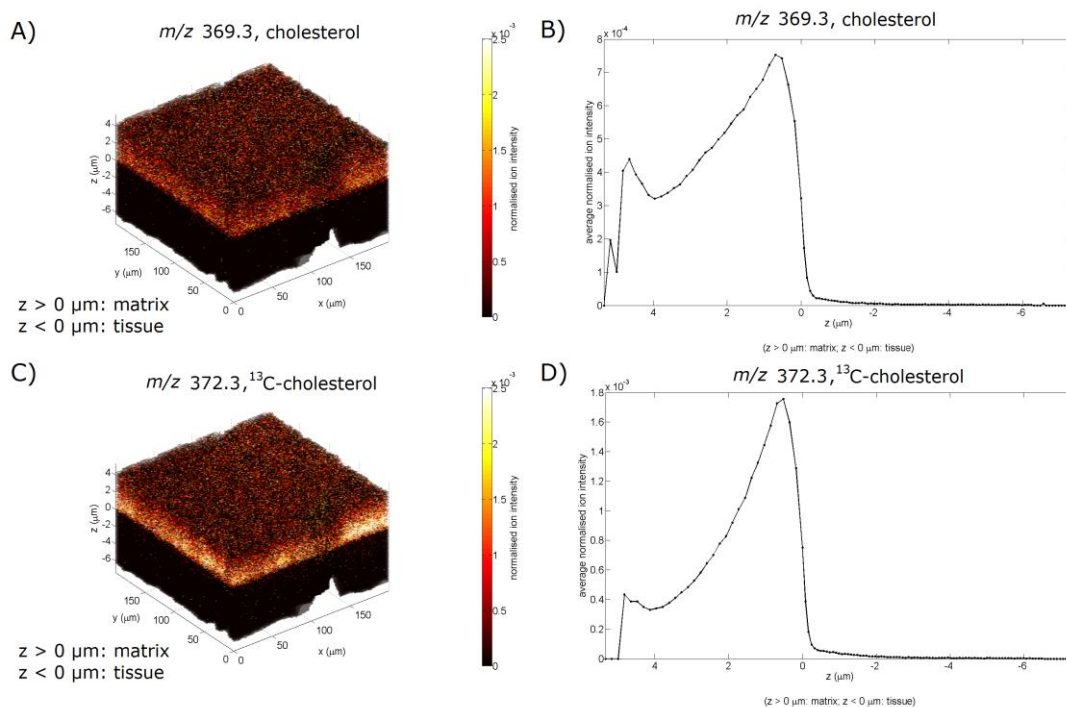 A)
m/z 369.3, cholesterol
4
2
0
-2
-4
-6
z (μm)
150
100
50
0
y (μm)
0
50
100
150
x (μm)
z > 0 μm: matrix
z < 0 μm: tissue
x 10⁻³
2.5
2
1.5
1
0.5
0
normalised ion intensity
B)
m/z 369.3, cholesterol
x 10⁻⁴
8
7
6
5
4
3
2
1
0
average normalised ion intensity
4
2
0
-2
-4
-6
z (μm)
(z > 0 μm: matrix; z < 0 μm: tissue)
C)
m/z 372.3,¹³C-cholesterol
4
2
0
-2
-4
-6
z (μm)
150
100
50
0
y (μm)
0
50
100
150
x (μm)
z > 0 μm: matrix
z < 0 μm: tissue
x 10⁻³
2.5
2
1.5
1
0.5
0
normalised ion intensity
D)
m/z 372.3,¹³C-cholesterol
x 10⁻³
1.8
1.6
1.4
1.2
1
0.8
0.6
0.4
0.2
0
average normalised ion intensity
4
2
0
-2
-4
-6
z (μm)
(z > 0 μm: matrix; z < 0 μm: tissue)